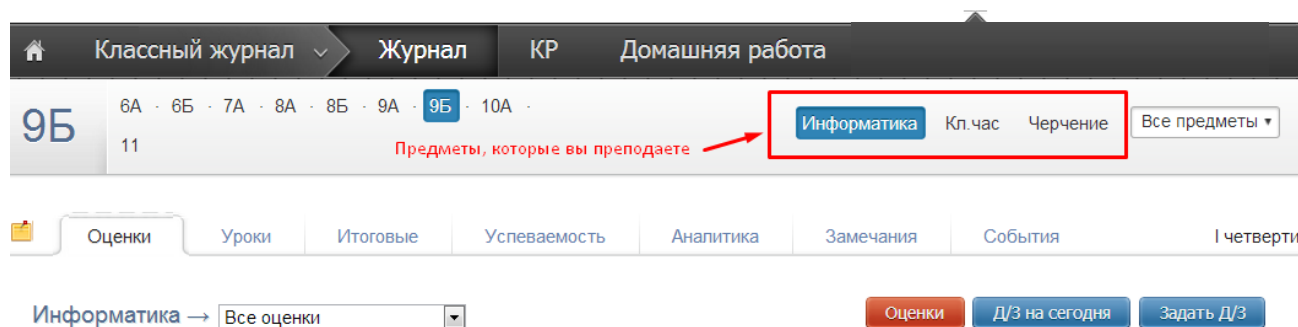 Классный журнал Журнал КР Домашняя работа
9Б
6А · 6Б · 7А · 8А · 8Б · 9А · 9Б · 10А ·
11
Предметы, которые вы преподаете
Информатика Кл.час Черчение Все предметы
Оценки Уроки Итоговые Успеваемость Аналитика Замечания События I четверти
Информатика → Все оценки Оценки Д/З на сегодня Задать Д/З